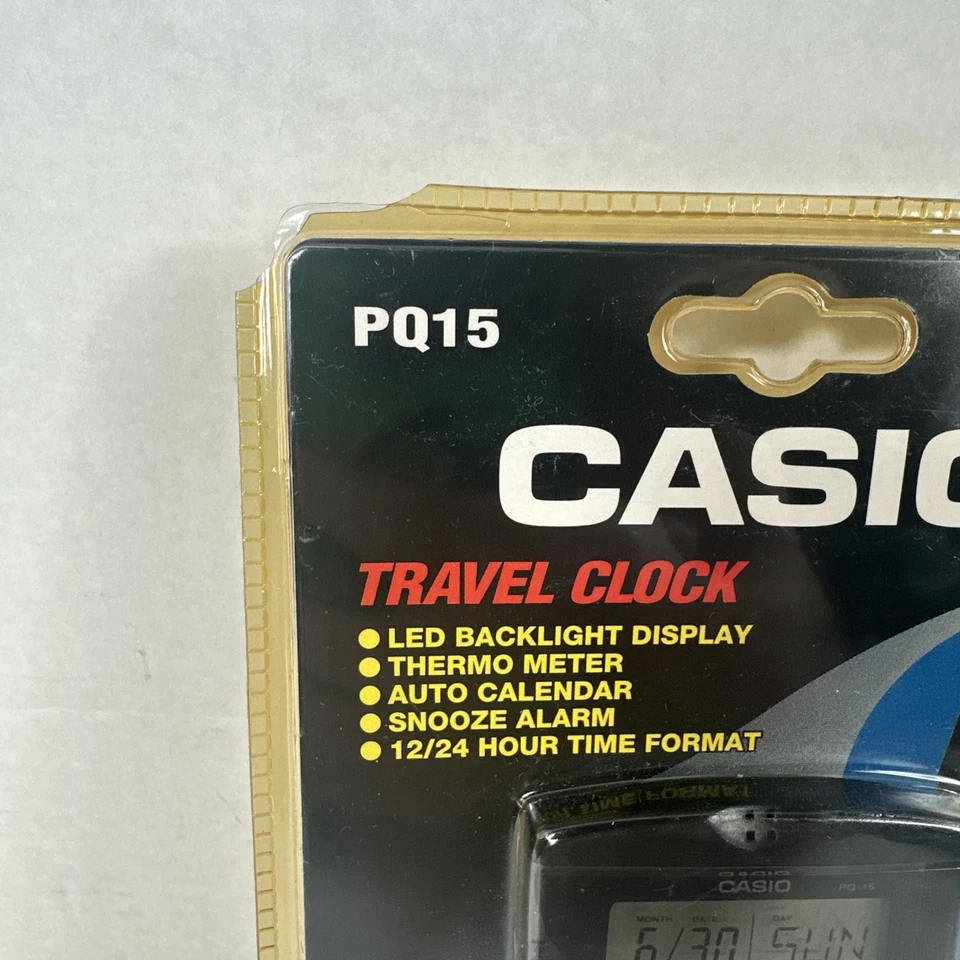 PQ15
CASIO
TRAVEL CLOCK
● LED BACKLIGHT DISPLAY
● THERMO METER
● AUTO CALENDAR
● SNOOZE ALARM
● 12/24 HOUR TIME FORMAT
CASIO PQ-15
MONTH DATE DAY
6/30 SUN